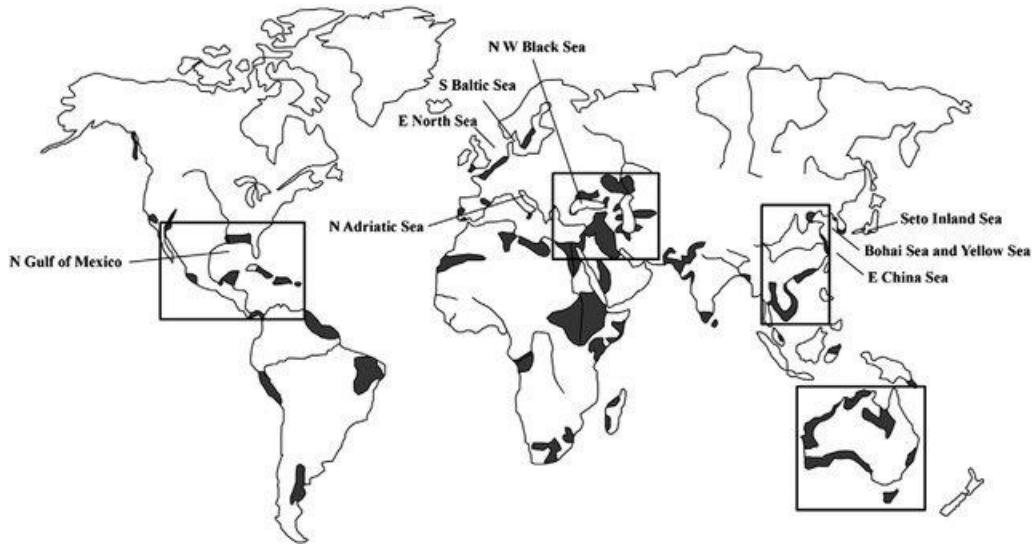 N W Black Sea
S Baltic Sea
E North Sea
N Adriatic Sea
Seto Inland Sea
Bohai Sea and Yellow Sea
N Gulf of Mexico
E China Sea